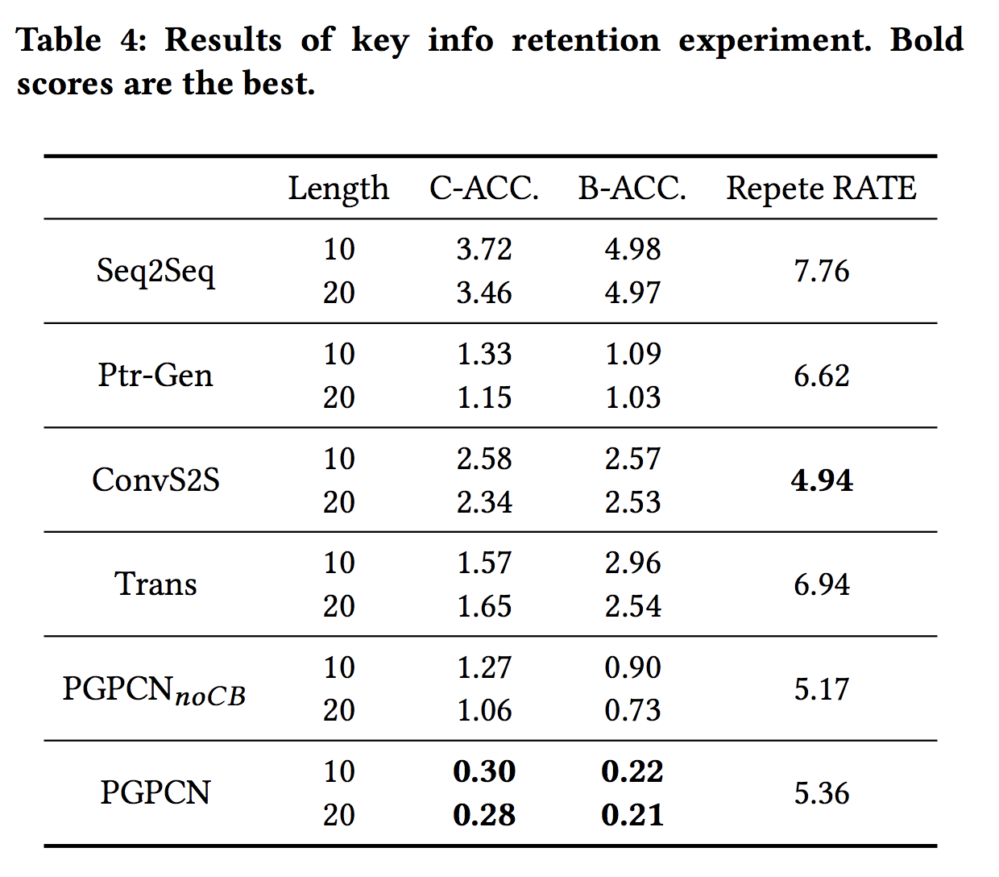 Table 4: Results of key info retention experiment. Bold
scores are the best.
Length C-ACC. B-ACC. Repete RATE
Seq2Seq 10 3.72 4.98 7.76
20 3.46 4.97
Ptr-Gen 10 1.33 1.09 6.62
20 1.15 1.03
ConvS2S 10 2.58 2.57 4.94
20 2.34 2.53
Trans 10 1.57 2.96 6.94
20 1.65 2.54
PGPCNnoCB 10 1.27 0.90 5.17
20 1.06 0.73
PGPCN 10 0.30 0.22 5.36
20 0.28 0.21